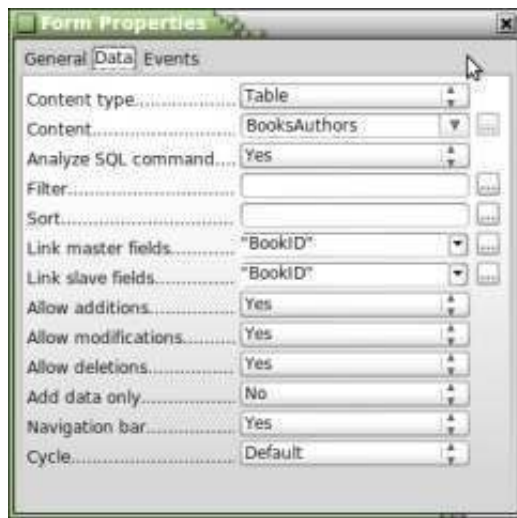 Form Properties
General Data Events
Content type.................... Table
Content........................... BooksAuthors
Analyze SQL command.... Yes
Filter................................
Sort..................................
Link master fields............ "BookID"
Link slave fields............... "BookID"
Allow additions................ Yes
Allow modifications.......... Yes
Allow deletions................ Yes
Add data only.................. No
Navigation bar................. Yes
Cycle................................ Default